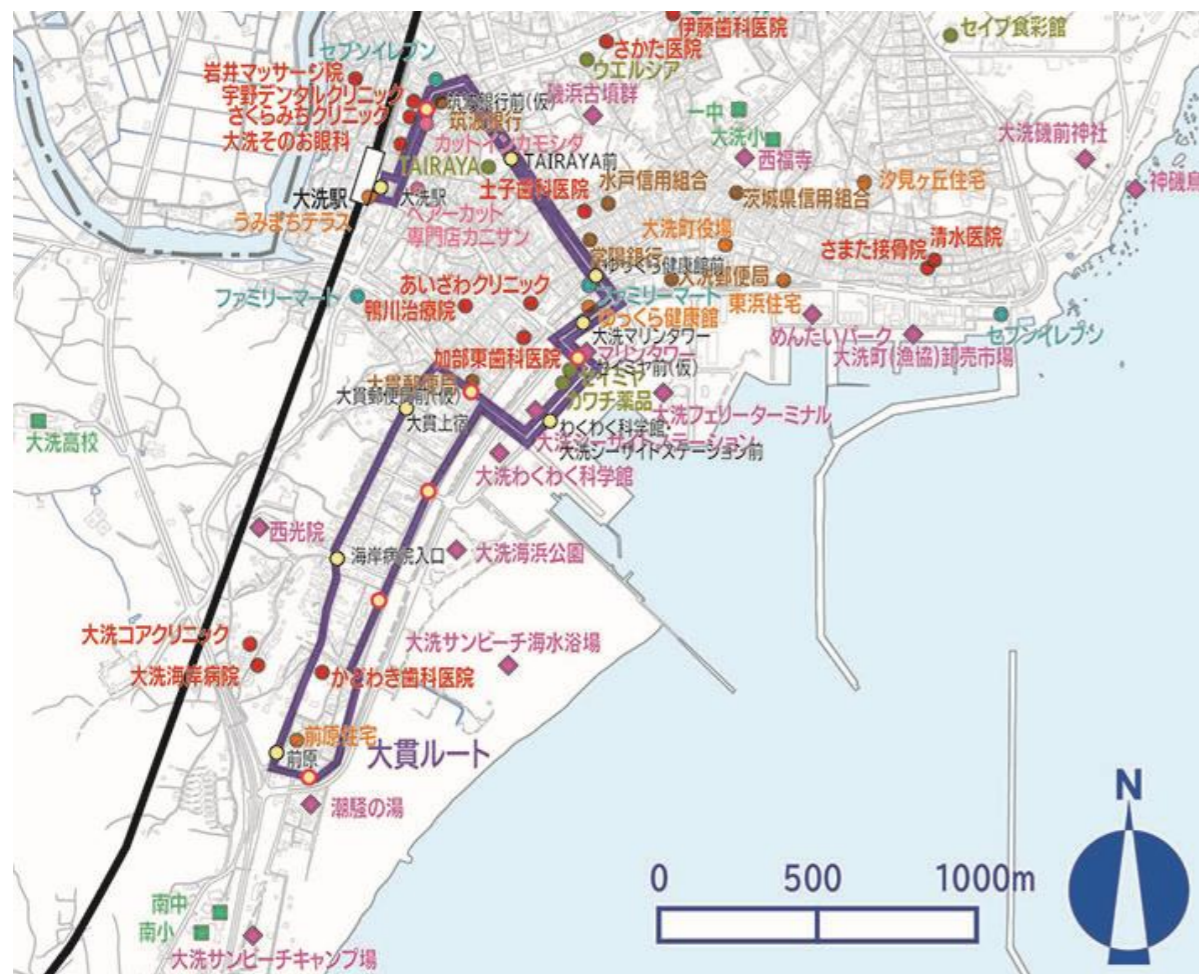 伊藤歯科医院
セイブ食彩館
さかた医院
セブンイレブン
ウエルシア
岩井マッサージ院
宇野デンタルクリニック
筑波銀行前(仮)
磯浜古墳群
さくらみちクリニック
筑波銀行
一中
大洗小
大洗磯前神社
大洗そのお眼科
カットインカモシタ
TAIRAYA
TAIRAYA前
西福寺
大洗駅
大洗駅
土子歯科医院
水戸信用組合
茨城県信用組合
汐見ヶ丘住宅
うみまちテラス
ヘアーカット
専門店カニサン
大洗町役場
清水医院
さまた接骨院
常陽銀行
ゆっくら健康館前
大洗郵便局
あいざわクリニック
ファミリーマート
ファミリーマート
東浜住宅
鴨川治療院
ゆっくら健康館
セブンイレブン
大洗マリンタワー
めんたいパーク
加部東歯科医院
マリンタワー
大洗町(漁協)卸売市場
セイミヤ前(仮)
大貫郵便局
セイミヤ
大貫郵便局前(仮)
カワチ薬品
大洗フェリーターミナル
大貫上宿
わくわく科学館・
大洗シーサイドステーション前
大洗シーサイドステーション
大洗高校
大洗わくわく科学館
西光院
海岸病院入口
大洗海浜公園
大洗コアクリニック
大洗サンビーチ海水浴場
大洗海岸病院
かどわき歯科医院
前原住宅
前原
大貫ルート
潮騒の湯
南中
南小
大洗サンビーチキャンプ場
N
0 500 1000m